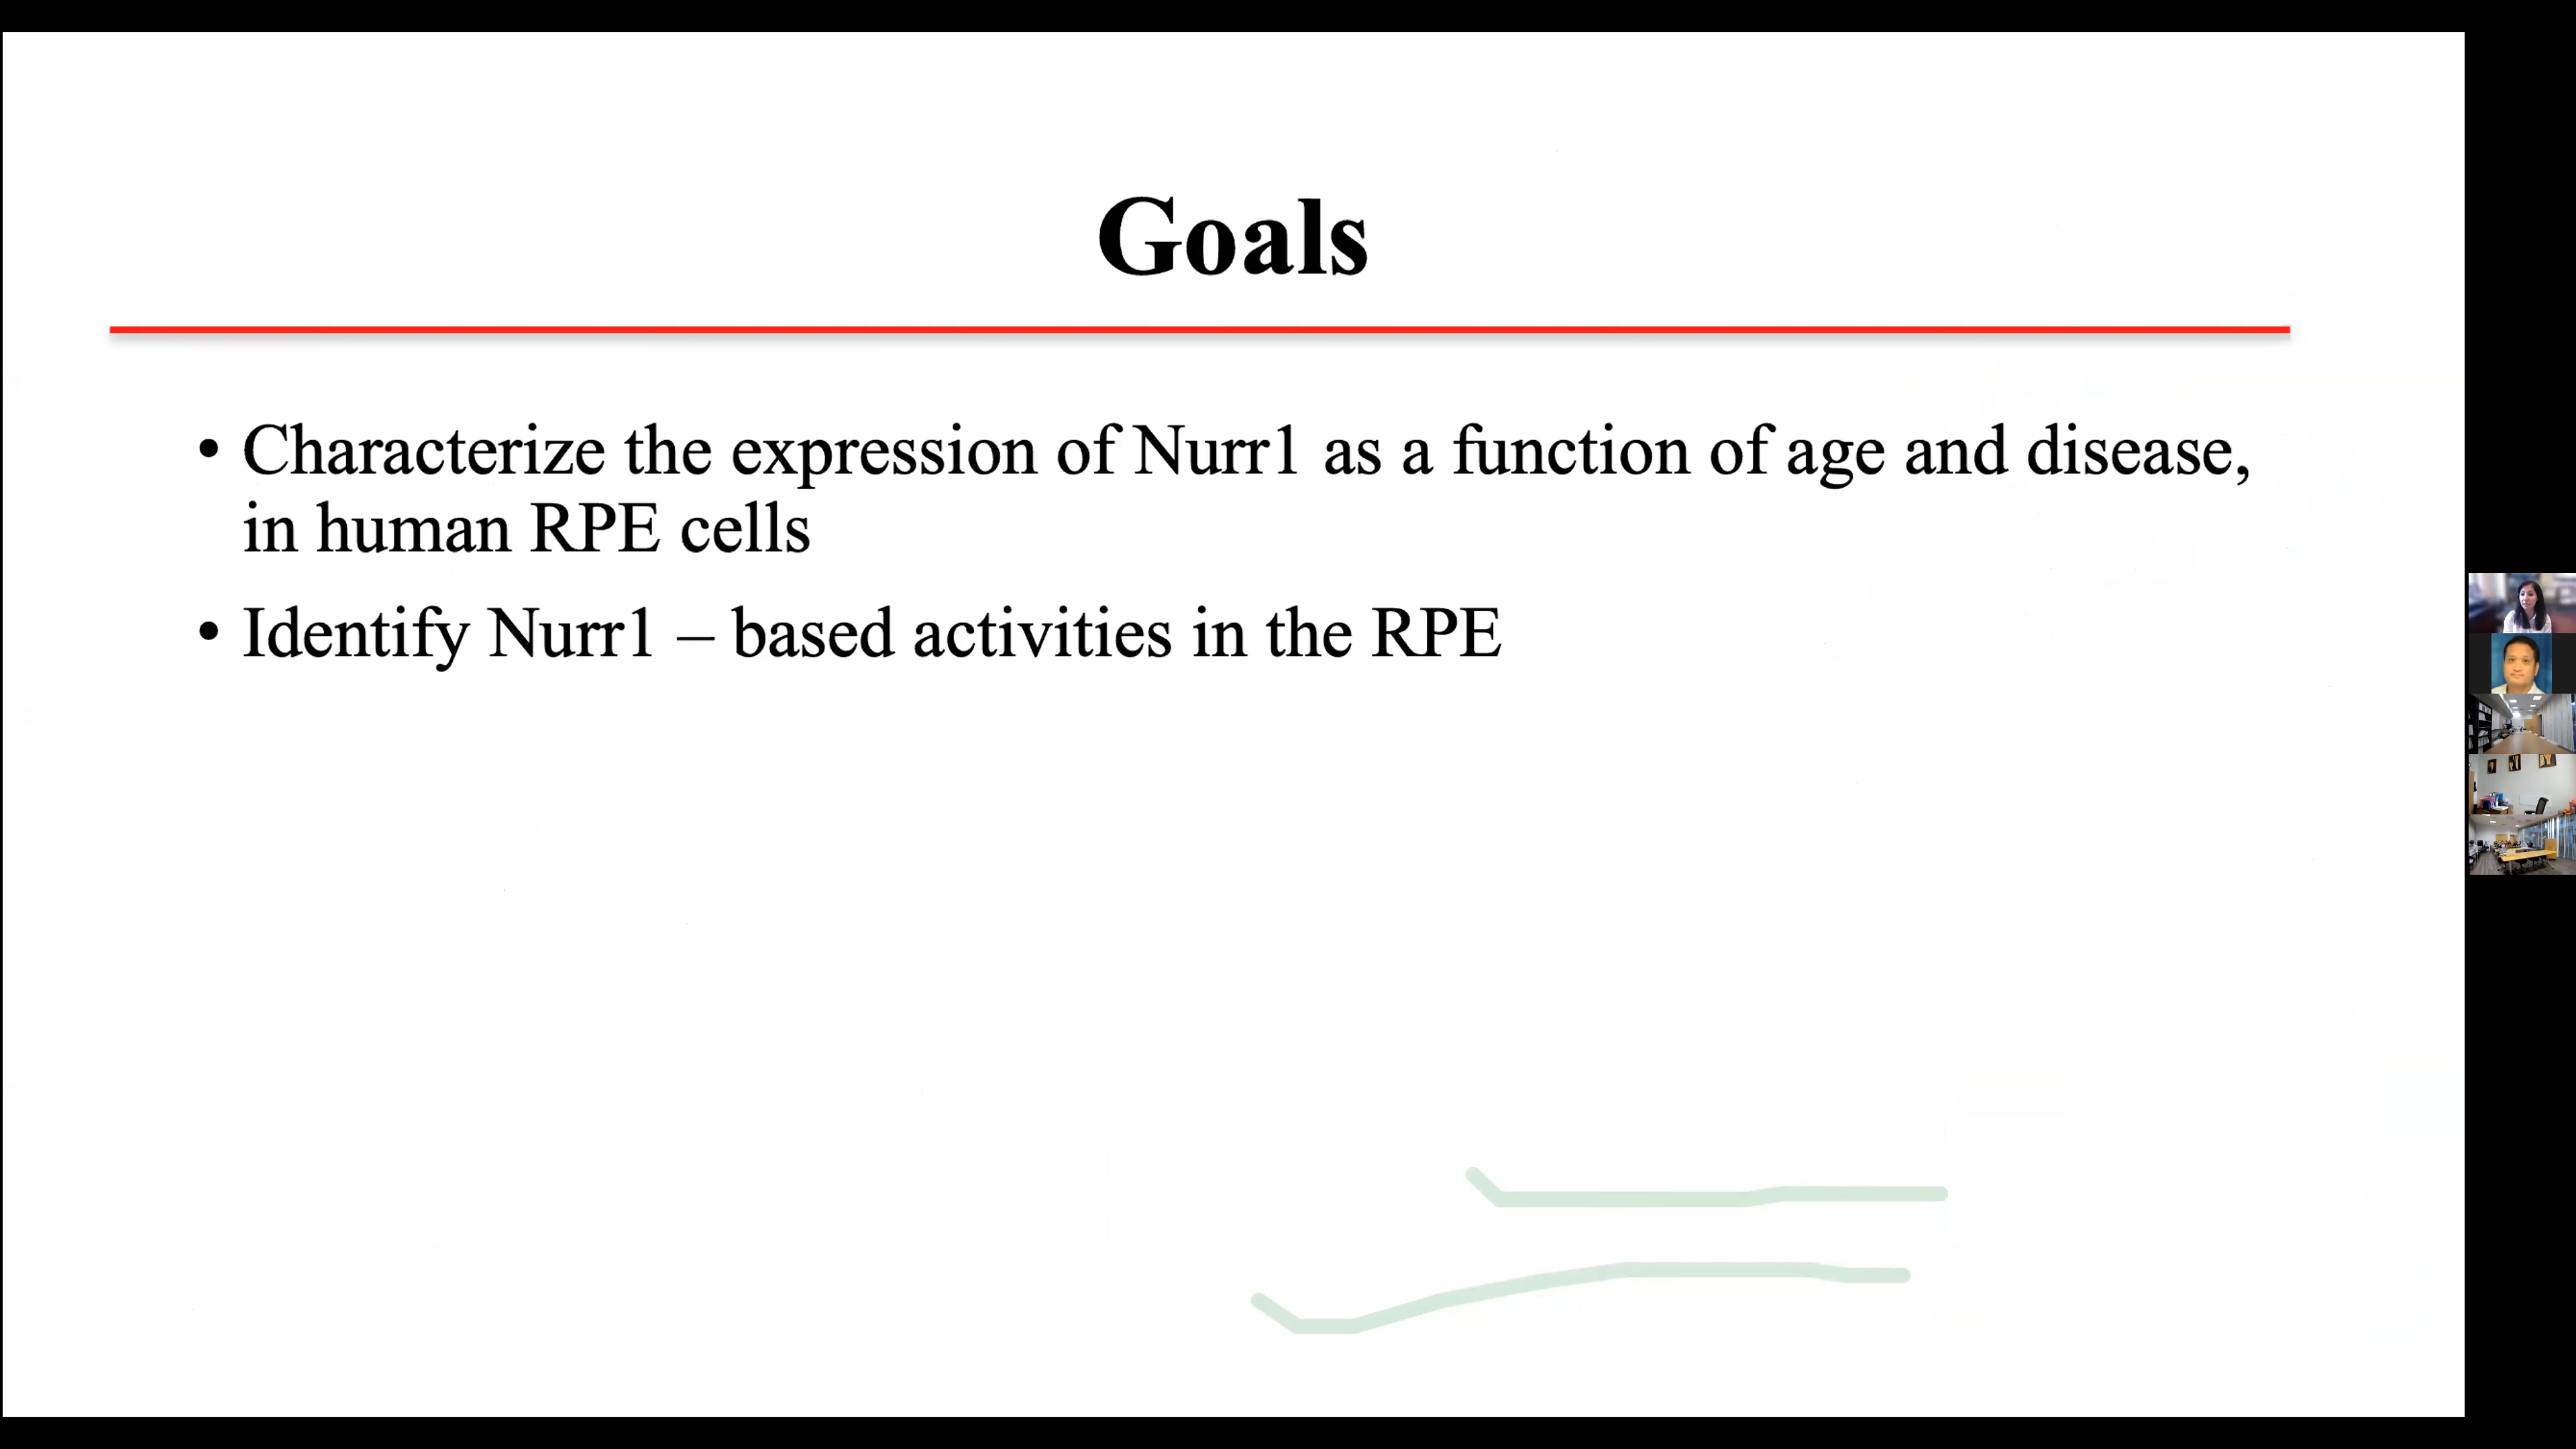 Goals
• Characterize the expression of Nurr1 as a function of age and disease,
in human RPE cells
• Identify Nurr1 – based activities in the RPE